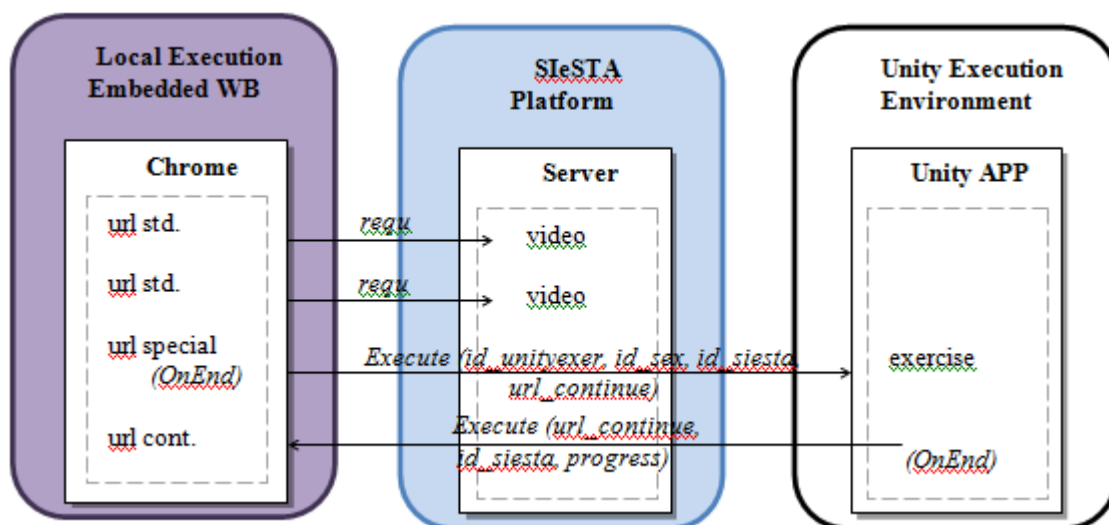 Local Execution
Embedded WB
Chrome
url std.
url std.
url special
(OnEnd)
url cont.
requ
requ
SIeSTA
Platform
Server
video
video
Execute (id_unityexer, id_sex, id_siesta,
url_continue)
Execute (url_continue,
id_siesta, progress)
Unity Execution
Environment
Unity APP
exercise
(OnEnd)